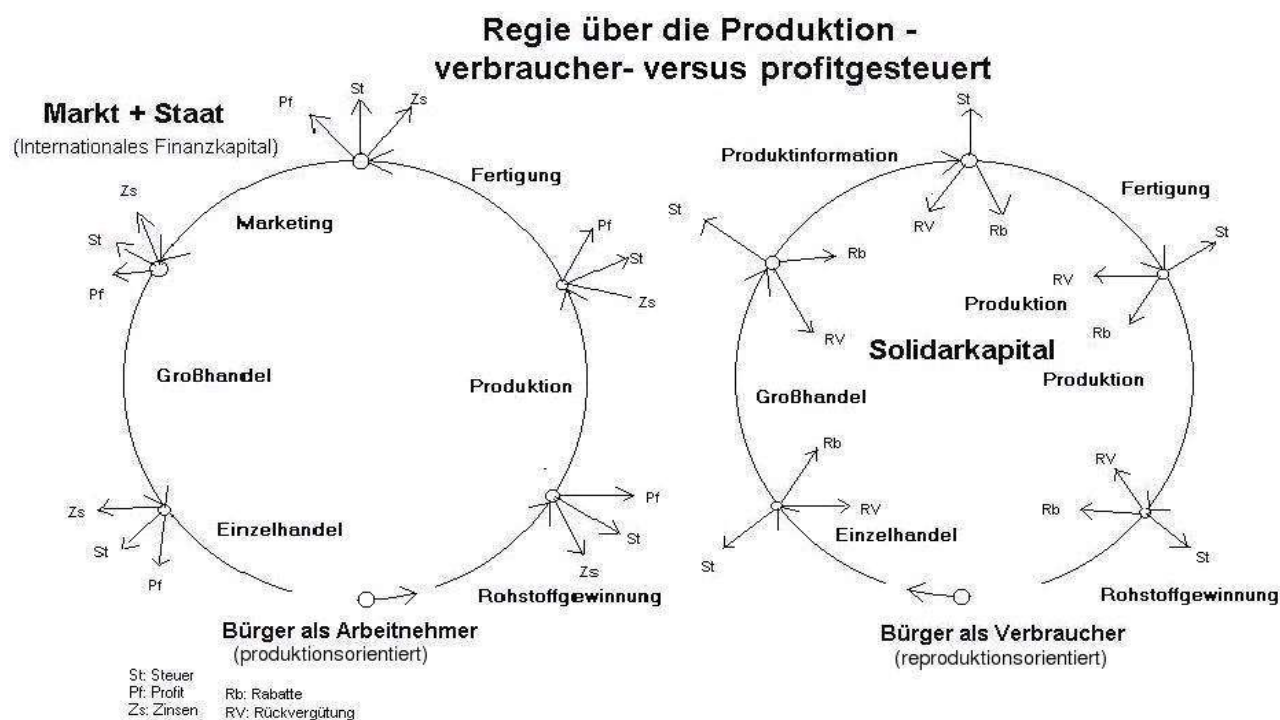 Regie über die Produktion -
verbraucher- versus profitgesteuert
Markt + Staat
(Internationales Finanzkapital)
Pf
St
Zs
Fertigung
Zs
St
Pf
Marketing
Pf
St
Zs
Großhandel
Produktion
Zs
St
Pf
Einzelhandel
Pf
St
Zs
Rohstoffgewinnung
Bürger als Arbeitnehmer
(produktionsorientiert)
St
Produktinformation
RV
Rb
Fertigung
St
Rb
RV
St
RV
Rb
Produktion
Solidarkapital
Produktion
Großhandel
Rb
RV
St
Einzelhandel
RV
Rb
St
Rohstoffgewinnung
Bürger als Verbraucher
(reproduktionsorientiert)
St: Steuer
Pf: Profit
Zs: Zinsen
Rb: Rabatte
RV: Rückvergütung